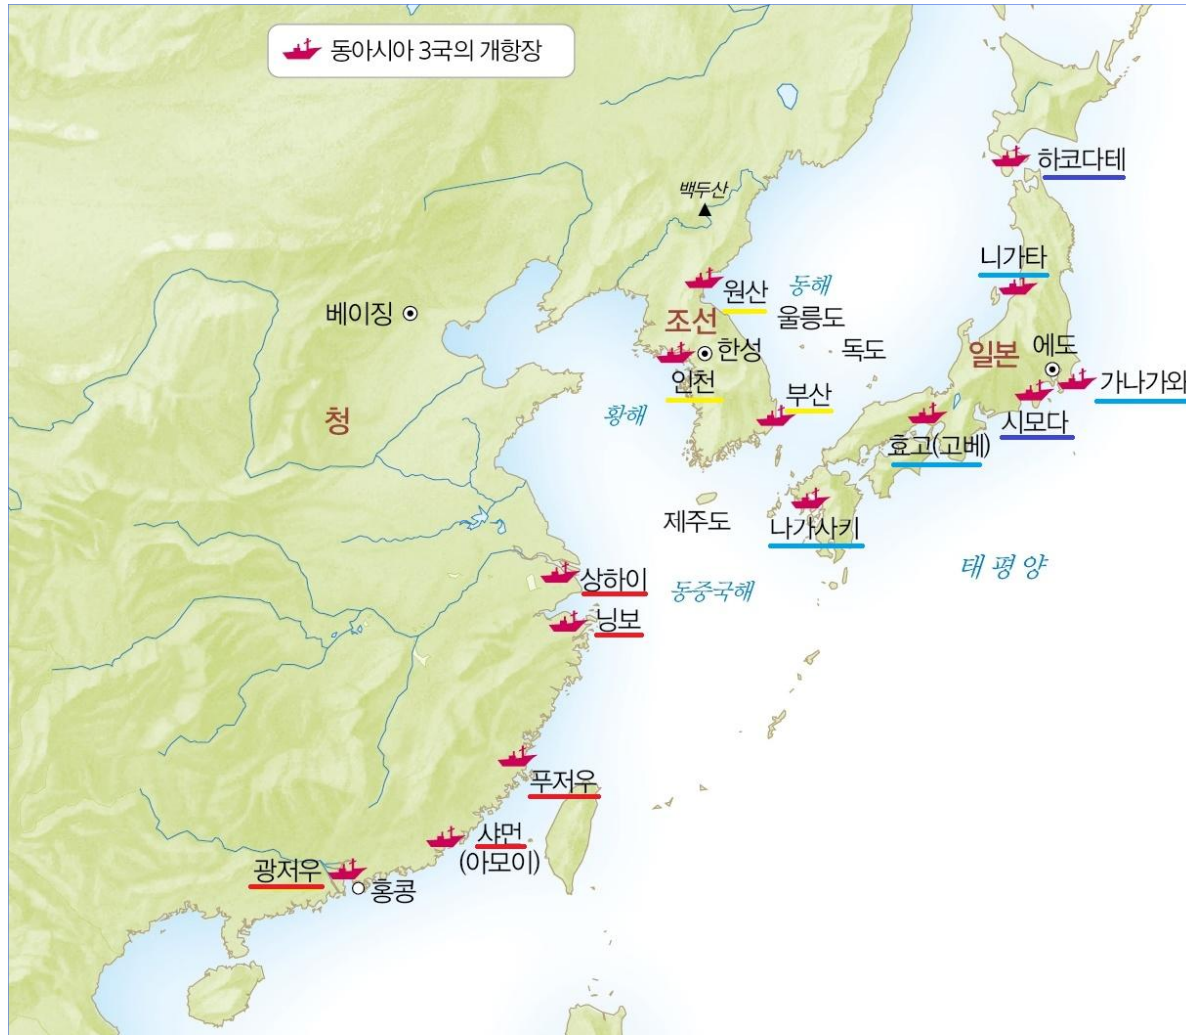 동아시아 3국의 개항장
하코다테
백두산
니가타
원산
동해
베이징
조선
울릉도
한성
독도
일본
에도
인천
가나가와
청
황해
부산
시모다
효고(고베)
제주도
나가사키
태평양
상하이
동중국해
닝보
푸저우
샤먼
(아모이)
광저우
홍콩